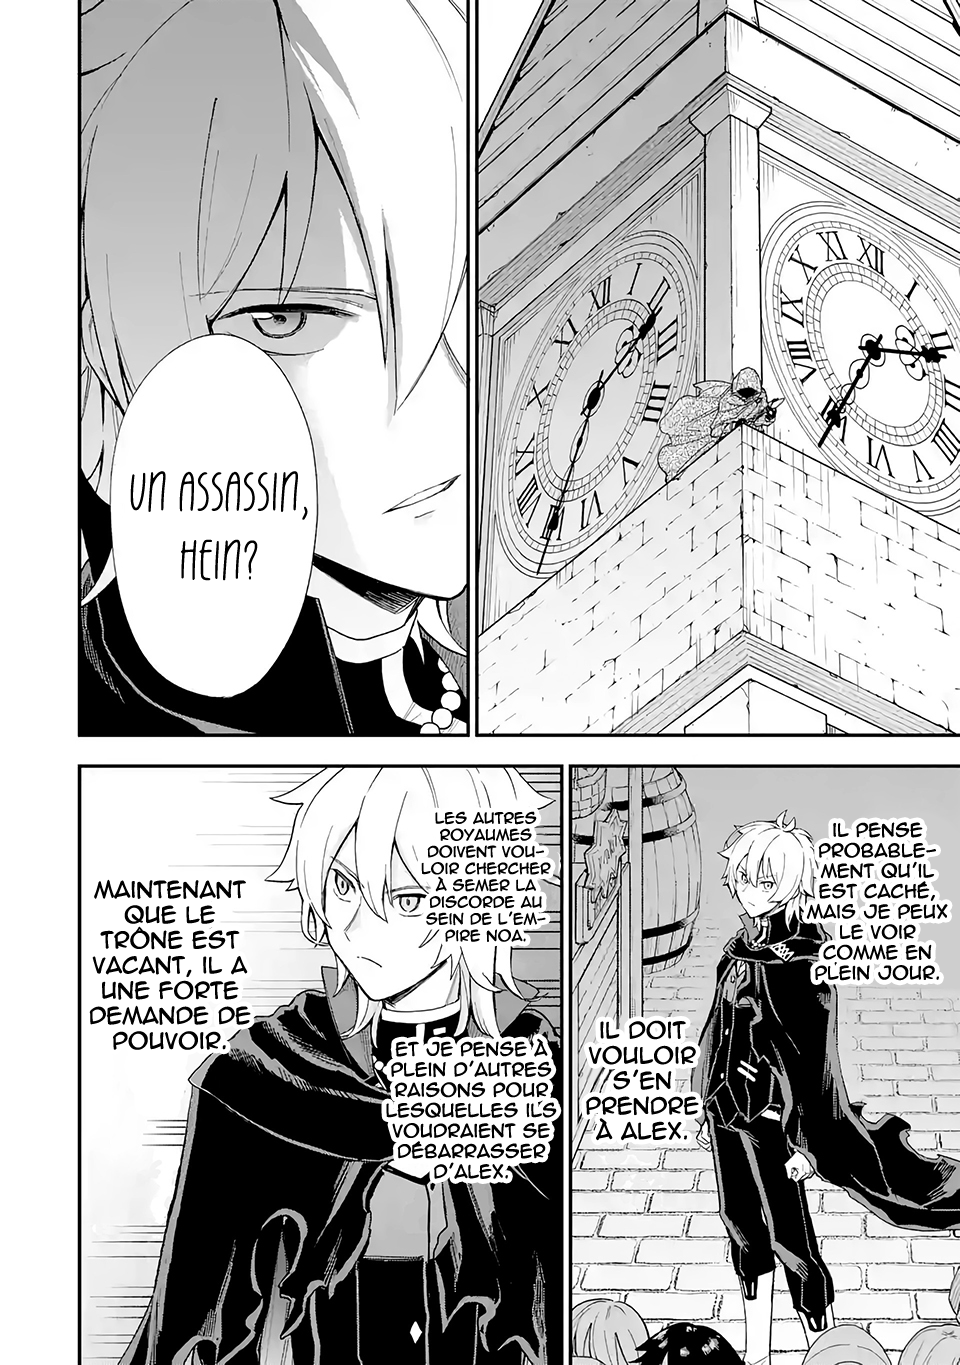 UN ASSASSIN,
HEIN?
IL PENSE
PROBABLE-
MENT QU'IL
EST CACHÉ,
MAIS JE PEUX
LE VOIR
COMME EN
PLEIN JOUR.
IL DOIT
VOULOIR
S'EN
PRENDRE
À ALEX.
LES AUTRES
ROYAUMES
DOIVENT VOU-
LOIR CHERCHER
À SEMER LA
DISCORDE AU
SEIN DE L'EM-
PIRE NOA.
ET JE PENSE À
PLEIN D'AUTRES
RAISONS POUR
LESQUELLES ILS
VOUDRAIENT SE
DÉBARRASSER
D'ALEX.
MAINTENANT
QUE LE
TRÔNE EST
VACANT, IL A
UNE FORTE
DEMANDE DE
POUVOIR.